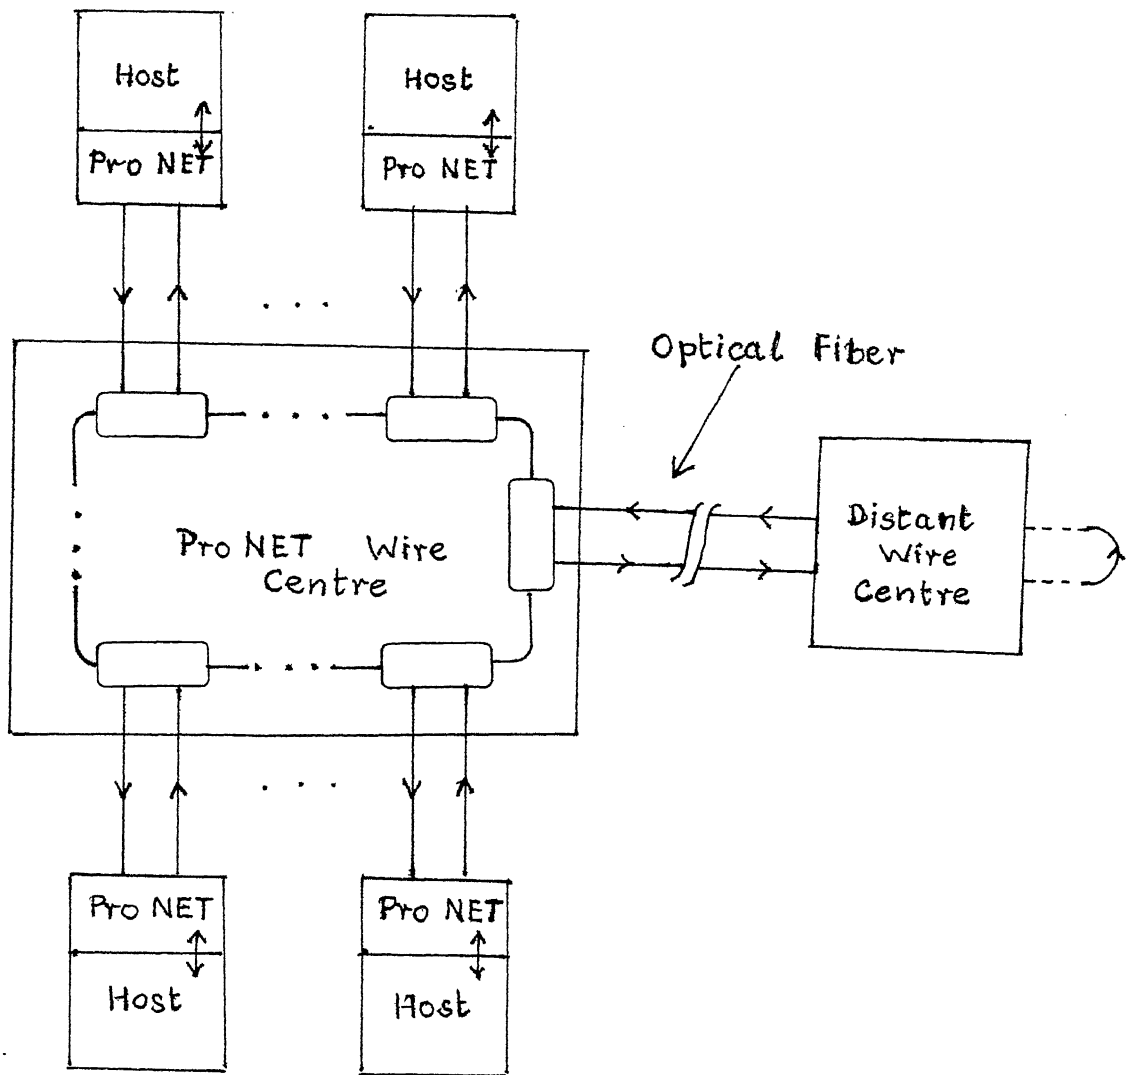 Host
Pro NET
Host
Pro NET
Optical Fiber
Pro NET Wire
Centre
Distant
Wire
Centre
Pro NET
Host
Pro NET
Host